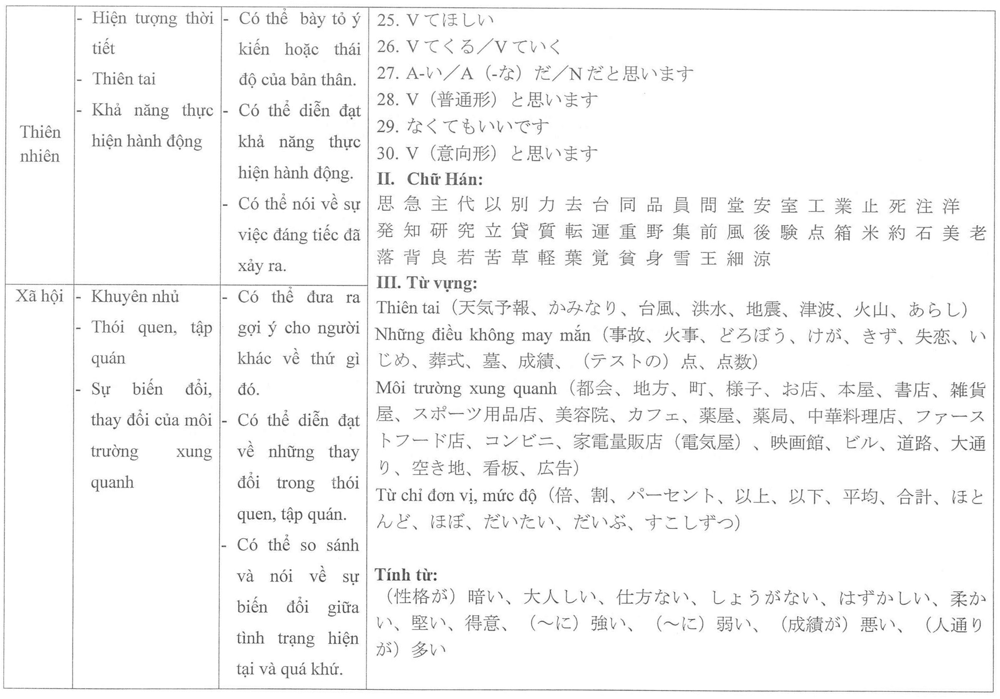 Thiên
nhiên
- Hiện tượng thời
tiết
- Thiên tai
- Khả năng thực
hiện hành động
- Có thể bày tỏ ý
kiến hoặc thái
độ của bản thân.
- Có thể diễn đạt
khả năng thực
hiện hành động.
- Có thể nói về sự
việc đáng tiếc đã
xảy ra.
Xã hội
- Khuyên nhủ
- Thói quen, tập
quán
- Sự biến đổi,
thay đổi của môi
trường xung
quanh
- Có thể đưa ra
gợi ý cho người
khác về thứ gì
đó.
- Có thể diễn đạt
về những thay
đổi trong thói
quen, tập quán.
- Có thể so sánh
và nói về sự
biến đổi giữa
tình trạng hiện
tại và quá khứ.
25. V てほしい
26. V てくる／V ていく
27. A-い／A（-な）だ／N だと思います
28. V（普通形）と思います
29. なくてもいいです
30. V（意向形）と思います
II. Chữ Hán:
思 急 主 代 以 別 力 去 台 同 品 員 問 堂 安 室 工 業 止 死 注 洋
発 知 研 究 立 貸 質 転 運 重 野 集 前 風 後 験 点 箱 米 約 石 美 老
落 背 良 若 苦 草 軽 葉 覚 貧 身 雪 王 細 涼
III. Từ vựng:
Thiên tai（天気予報、かみなり、台風、洪水、地震、津波、火山、あらし）
Những điều không may mắn（事故、火事、どろぼう、けが、きず、失恋、い
じめ、葬式、墓、成績、（テストの）点、点数）
Môi trường xung quanh（都会、地方、町、様子、お店、本屋、書店、雑貨
屋、スポーツ用品店、美容院、カフェ、薬屋、薬局、中華料理店、ファース
トフード店、コンビニ、家電量販店（電気屋）、映画館、ビル、道路、大通
り、空き地、看板、広告）
Từ chỉ đơn vị, mức độ（倍、割、パーセント、以上、以下、平均、合計、ほと
んど、ほぼ、だいたい、だいぶ、すこしずつ）
Tính từ:
（性格が）暗い、大人しい、仕方ない、しょうがない、はずかしい、柔か
い、堅い、得意、（～に）強い、（～に）弱い、（成績が）悪い、（人通り
が）多い